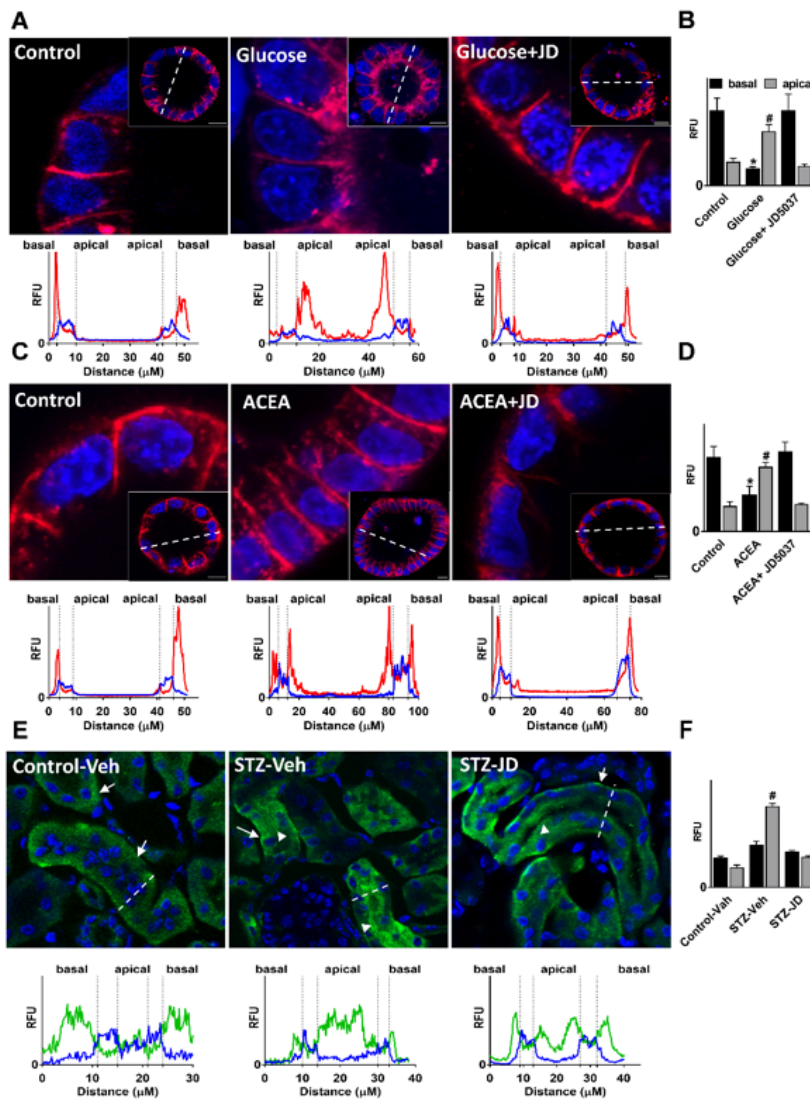 A
Control
Glucose
Glucose+JD
basal
apical
apical
basal
basal
apical
apical
basal
basal
apical
apical
basal
RFU
0
0 10 20 30 40 50
Distance (μM)
RFU
0
0 10 20 30 40 50 60
Distance (μM)
RFU
0
0 10 20 30 40 50
Distance (μM)
B
basal apical
RFU
0
*
#
Control
Glucose
Glucose+ JD5037
C
Control
ACEA
ACEA+JD
basal
apical
apical
basal
basal
apical
apical
basal
basal
apical
apical
basal
RFU
0
0 10 20 30 40 50
Distance (μM)
RFU
0
0 20 40 60 80 100
Distance (μM)
RFU
0
0 20 40 60 80
Distance (μM)
D
RFU
0
*
#
Control
ACEA
ACEA+ JD5037
E
Control-Veh
STZ-Veh
STZ-JD
basal
apical
basal
basal
apical
basal
basal
apical
basal
RFU
0
0 10 20 30
Distance (μM)
RFU
0
0 10 20 30 40
Distance (μM)
RFU
0
0 10 20 30 40
Distance (μM)
F
RFU
0
#
Control-Vah
STZ-Veh
STZ-JD